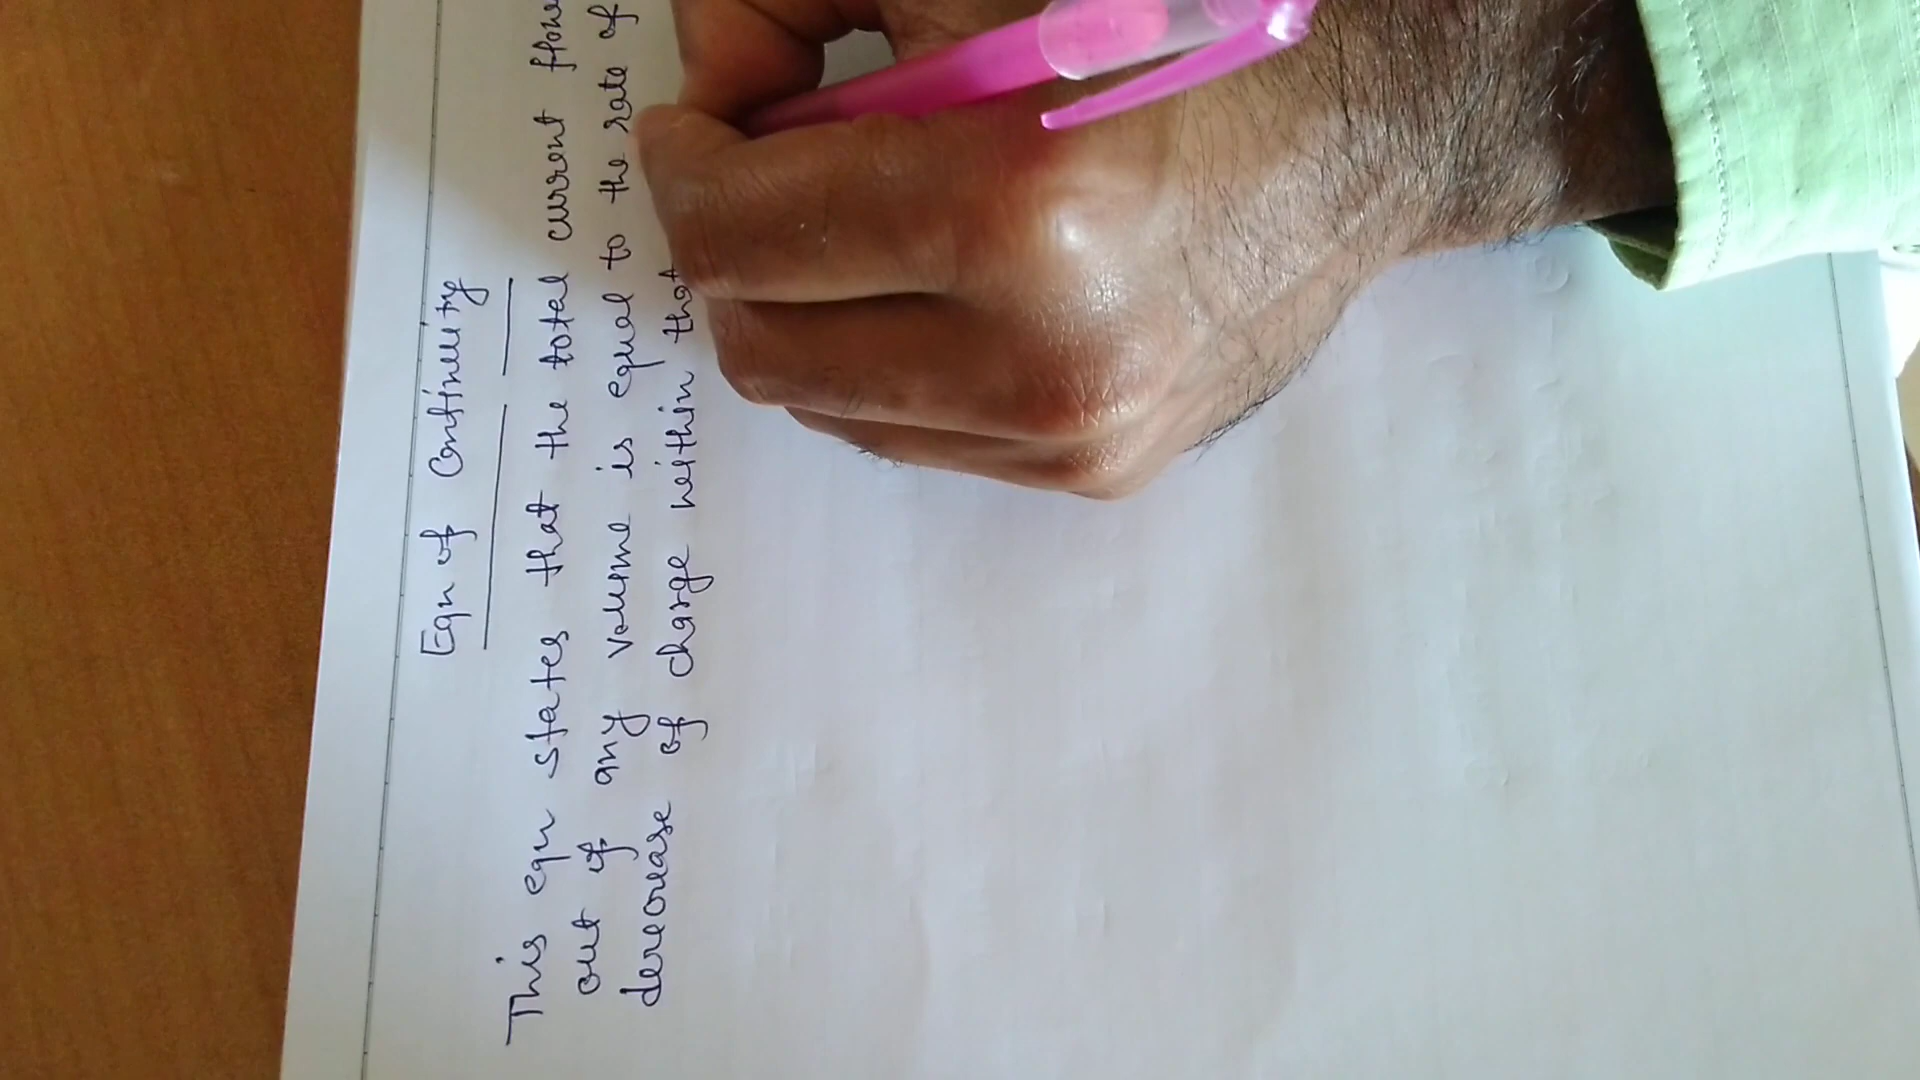 Eqn of Continuity
This eqn states that the total current flow
out of any volume is equal to the rate of
decrease of charge within that